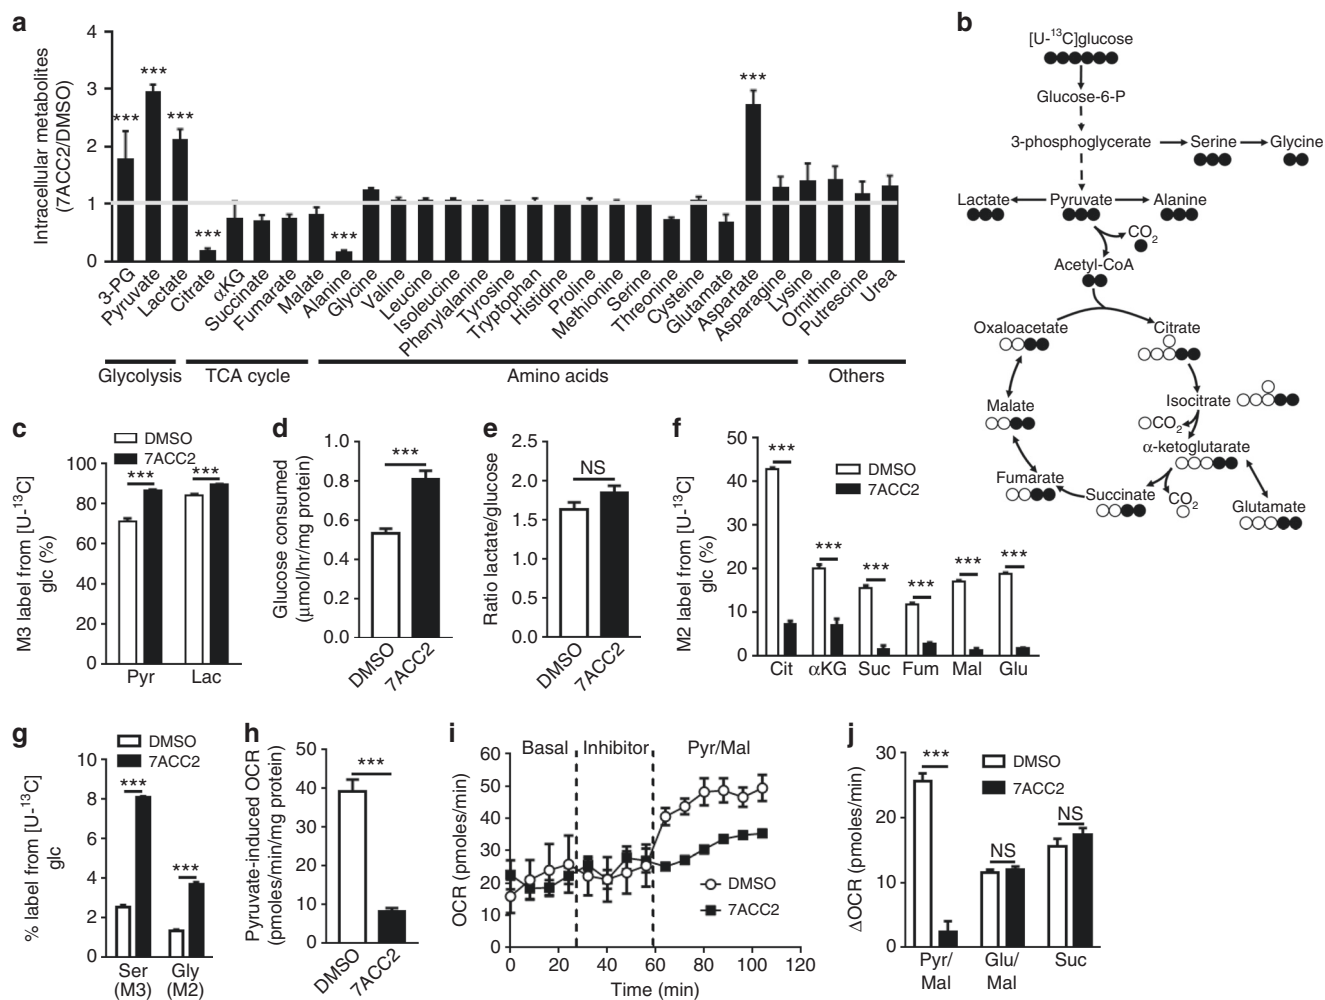 a
Intracellular metabolites
(7ACC2/DMSO)
4
3
2
1
0
***
***
***
***
***
***
3-PG
Pyruvate
Lactate
Citrate
αKG
Succinate
Fumarate
Malate
Alanine
Glycine
Valine
Leucine
Isoleucine
Phenylalanine
Tyrosine
Tryptophan
Histidine
Proline
Methionine
Serine
Threonine
Cysteine
Glutamate
Aspartate
Asparagine
Lysine
Ornithine
Putrescine
Urea
Glycolysis
TCA cycle
Amino acids
Others
b
[U-¹³C]glucose
Glucose-6-P
3-phosphoglycerate
Serine
Glycine
Lactate
Pyruvate
Alanine
CO₂
Acetyl-CoA
Oxaloacetate
Citrate
Malate
Isocitrate
CO₂
α-ketoglutarate
Fumarate
Succinate
CO₂
Glutamate
c
DMSO
7ACC2
M3 label from [U-¹³C]
glc (%)
100
80
60
40
20
0
***
***
Pyr
Lac
d
Glucose consumed
(μmol/hr/mg protein)
1.0
0.8
0.6
0.4
0.2
0.0
***
DMSO
7ACC2
e
Ratio lactate/glucose
2.5
2.0
1.5
1.0
0.5
0.0
NS
DMSO
7ACC2
f
M2 label from [U-¹³C]
glc (%)
50
40
30
20
10
0
DMSO
7ACC2
***
***
***
***
***
***
Cit
αKG
Suc
Fum
Mal
Glu
g
DMSO
7ACC2
% label from [U-¹³C]
glc
10
8
6
4
2
0
***
***
Ser
(M3)
Gly
(M2)
h
Pyruvate-induced OCR
(pmoles/min/mg protein)
50
40
30
20
10
0
***
DMSO
7ACC2
i
OCR (pmoles/min)
60
50
40
30
20
10
0
Basal
Inhibitor
Pyr/Mal
DMSO
7ACC2
0
20
40
60
80
100
120
Time (min)
j
ΔOCR (pmoles/min)
30
20
10
0
DMSO
7ACC2
***
NS
NS
Pyr/
Mal
Glu/
Mal
Suc